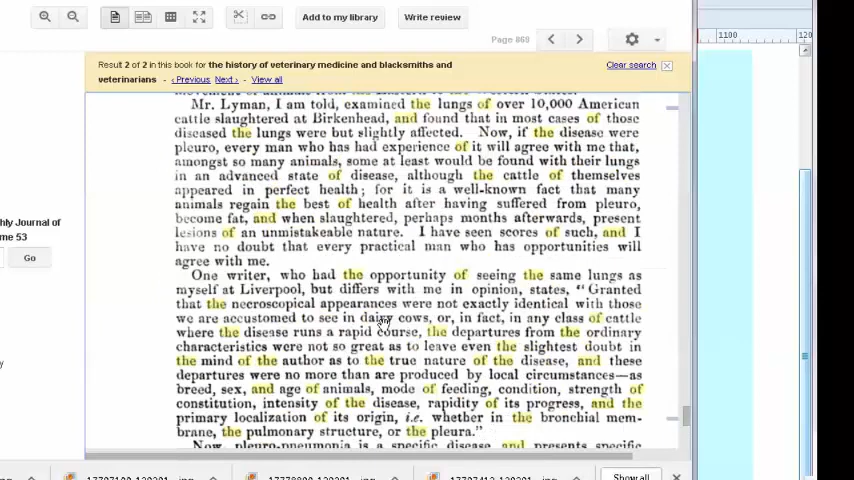 Add to my library
Write review
Page 869
1100
120
Result 2 of 2 in this book for the history of veterinary medicine and blacksmiths and
veterinarians
‹ Previous Next › - View all
Clear search
Mr. Lyman, I am told, examined the lungs of over 10,000 American
cattle slaughtered at Birkenhead, and found that in most cases of those
diseased the lungs were but slightly affected. Now, if the disease were
pleuro, every man who has had experience of it will agree with me that,
amongst so many animals, some at least would be found with their lungs
in an advanced state of disease, although the cattle of themselves
appeared in perfect health; for it is a well-known fact that many
animals regain the best of health after having suffered from pleuro,
become fat, and when slaughtered, perhaps months afterwards, present
lesions of an unmistakeable nature. I have seen scores of such, and I
have no doubt that every practical man who has opportunities will
agree with me.
One writer, who had the opportunity of seeing the same lungs as
myself at Liverpool, but differs with me in opinion, states, "Granted
that the necroscopical appearances were not exactly identical with those
we are accustomed to see in dairy cows, or, in fact, in any class of cattle
where the disease runs a rapid course, the departures from the ordinary
characteristics were not so great as to leave even the slightest doubt in
the mind of the author as to the true nature of the disease, and these
departures were no more than are produced by local circumstances—as
breed, sex, and age of animals, mode of feeding, condition, strength of
constitution, intensity of the disease, rapidity of its progress, and the
primary localization of its origin, i.e. whether in the bronchial mem-
brane, the pulmonary structure, or the pleura."
Now, pleuro-pneumonia is a specific disease and presents specific
hly Journal of
me 53
Go
Show all